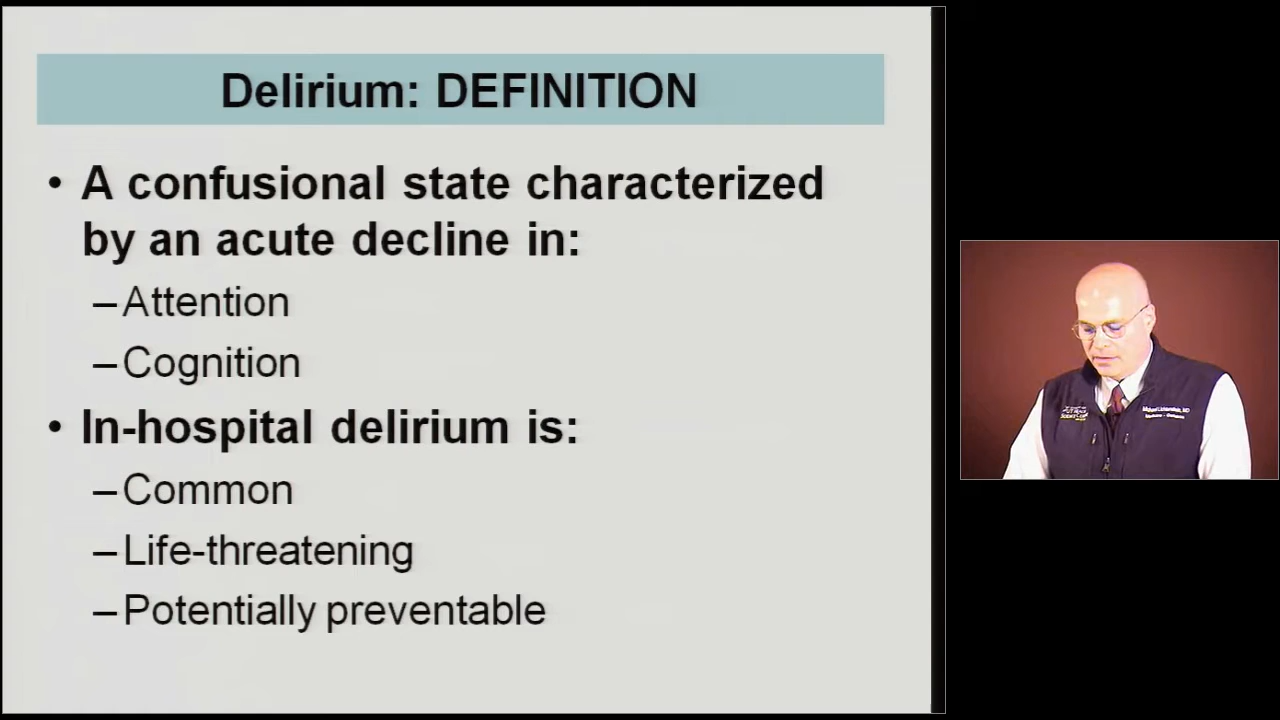 Delirium: DEFINITION
• A confusional state characterized
by an acute decline in:
–Attention
–Cognition
• In-hospital delirium is:
–Common
–Life-threatening
–Potentially preventable